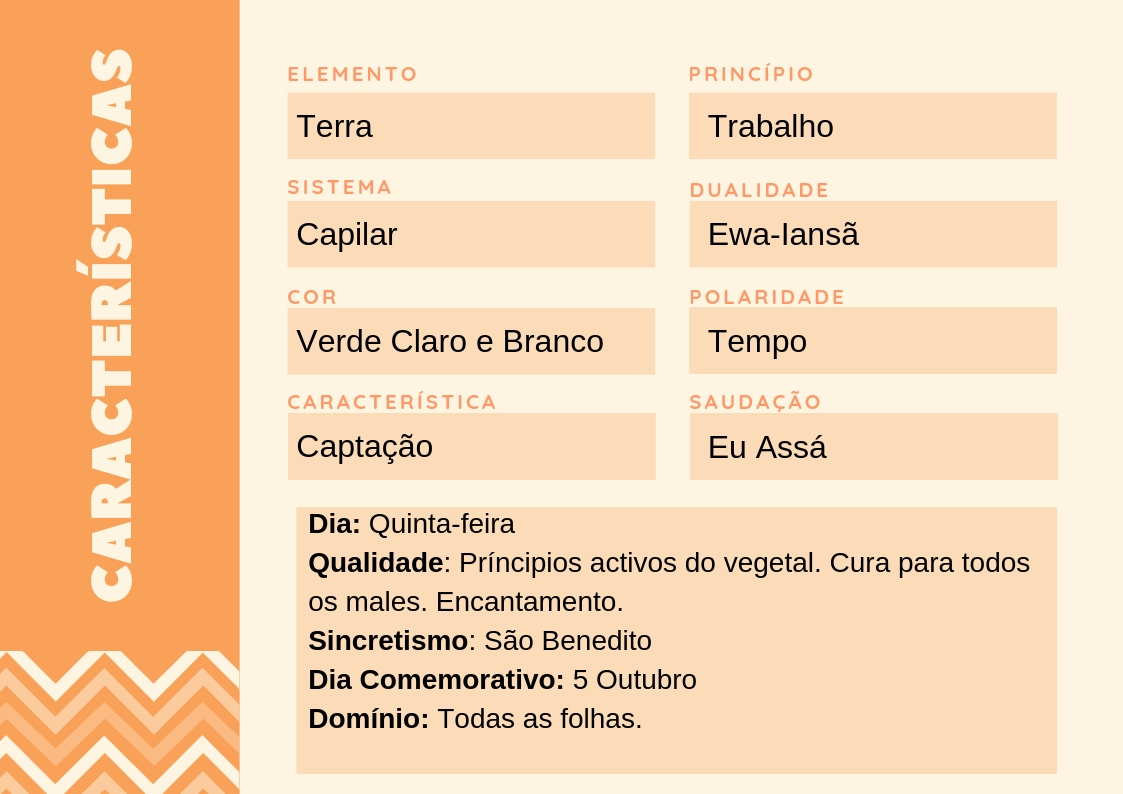 CARACTERÍSTICAS
ELEMENTO
Terra
PRINCÍPIO
Trabalho
SISTEMA
Capilar
DUALIDADE
Ewa-Iansã
COR
Verde Claro e Branco
POLARIDADE
Tempo
CARACTERÍSTICA
Captação
SAUDAÇÃO
Eu Assá
Dia: Quinta-feira
Qualidade: Príncipios activos do vegetal. Cura para todos
os males. Encantamento.
Sincretismo: São Benedito
Dia Comemorativo: 5 Outubro
Domínio: Todas as folhas.